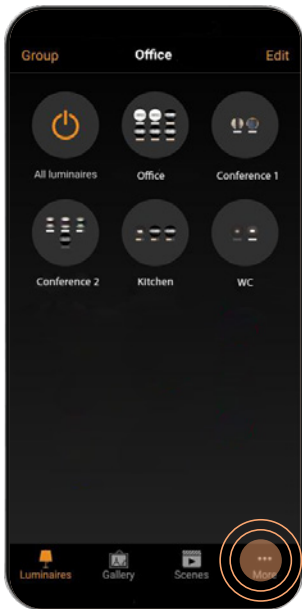 Group Office Edit
All luminaires Office Conference 1
Conference 2 Kitchen WC
Luminaires Gallery Scenes More